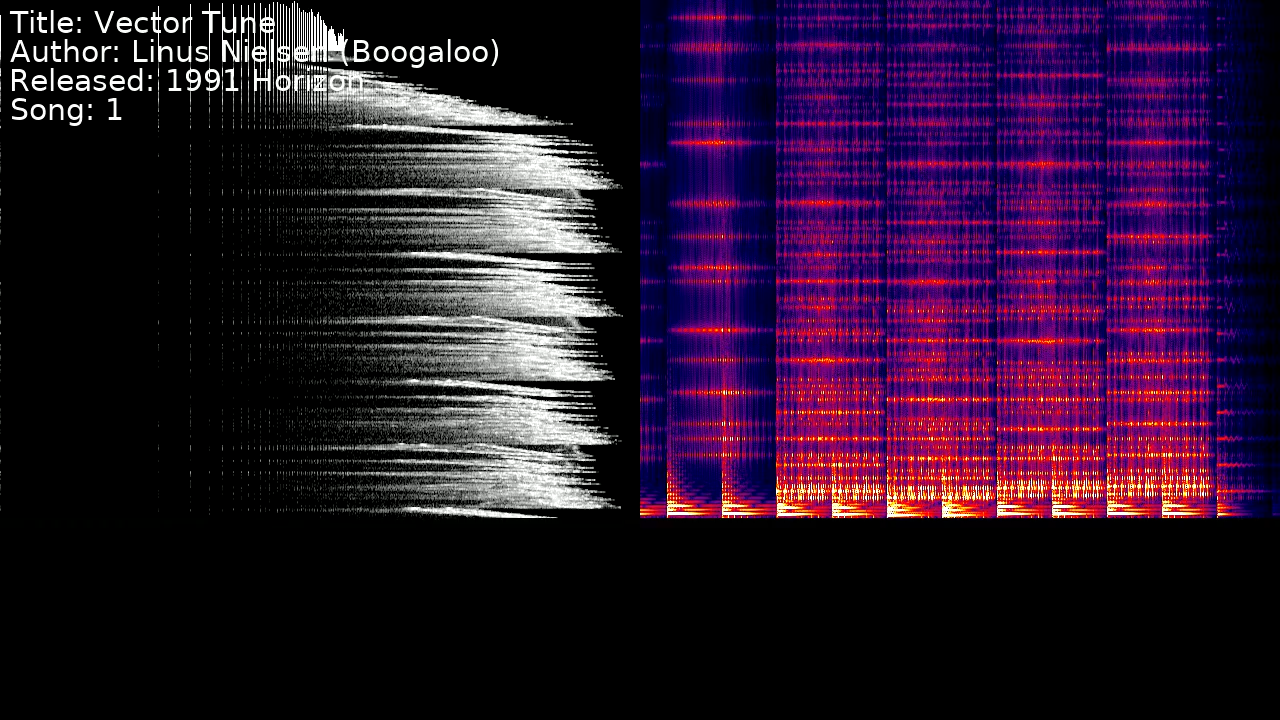 Title: Vector Tune
Author: Linus Nielsen (Boogaloo)
Released: 1991 Horizon
Song: 1